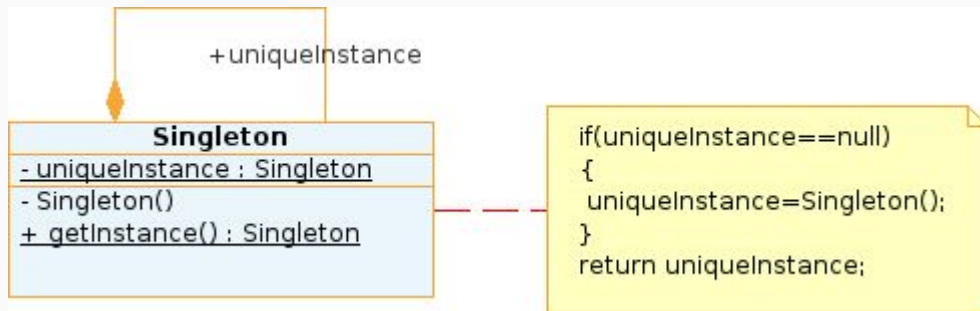 +uniqueInstance
Singleton
- uniqueInstance : Singleton
- Singleton()
+ getInstance() : Singleton
if(uniqueInstance==null)
{
uniqueInstance=Singleton();
}
return uniqueInstance;